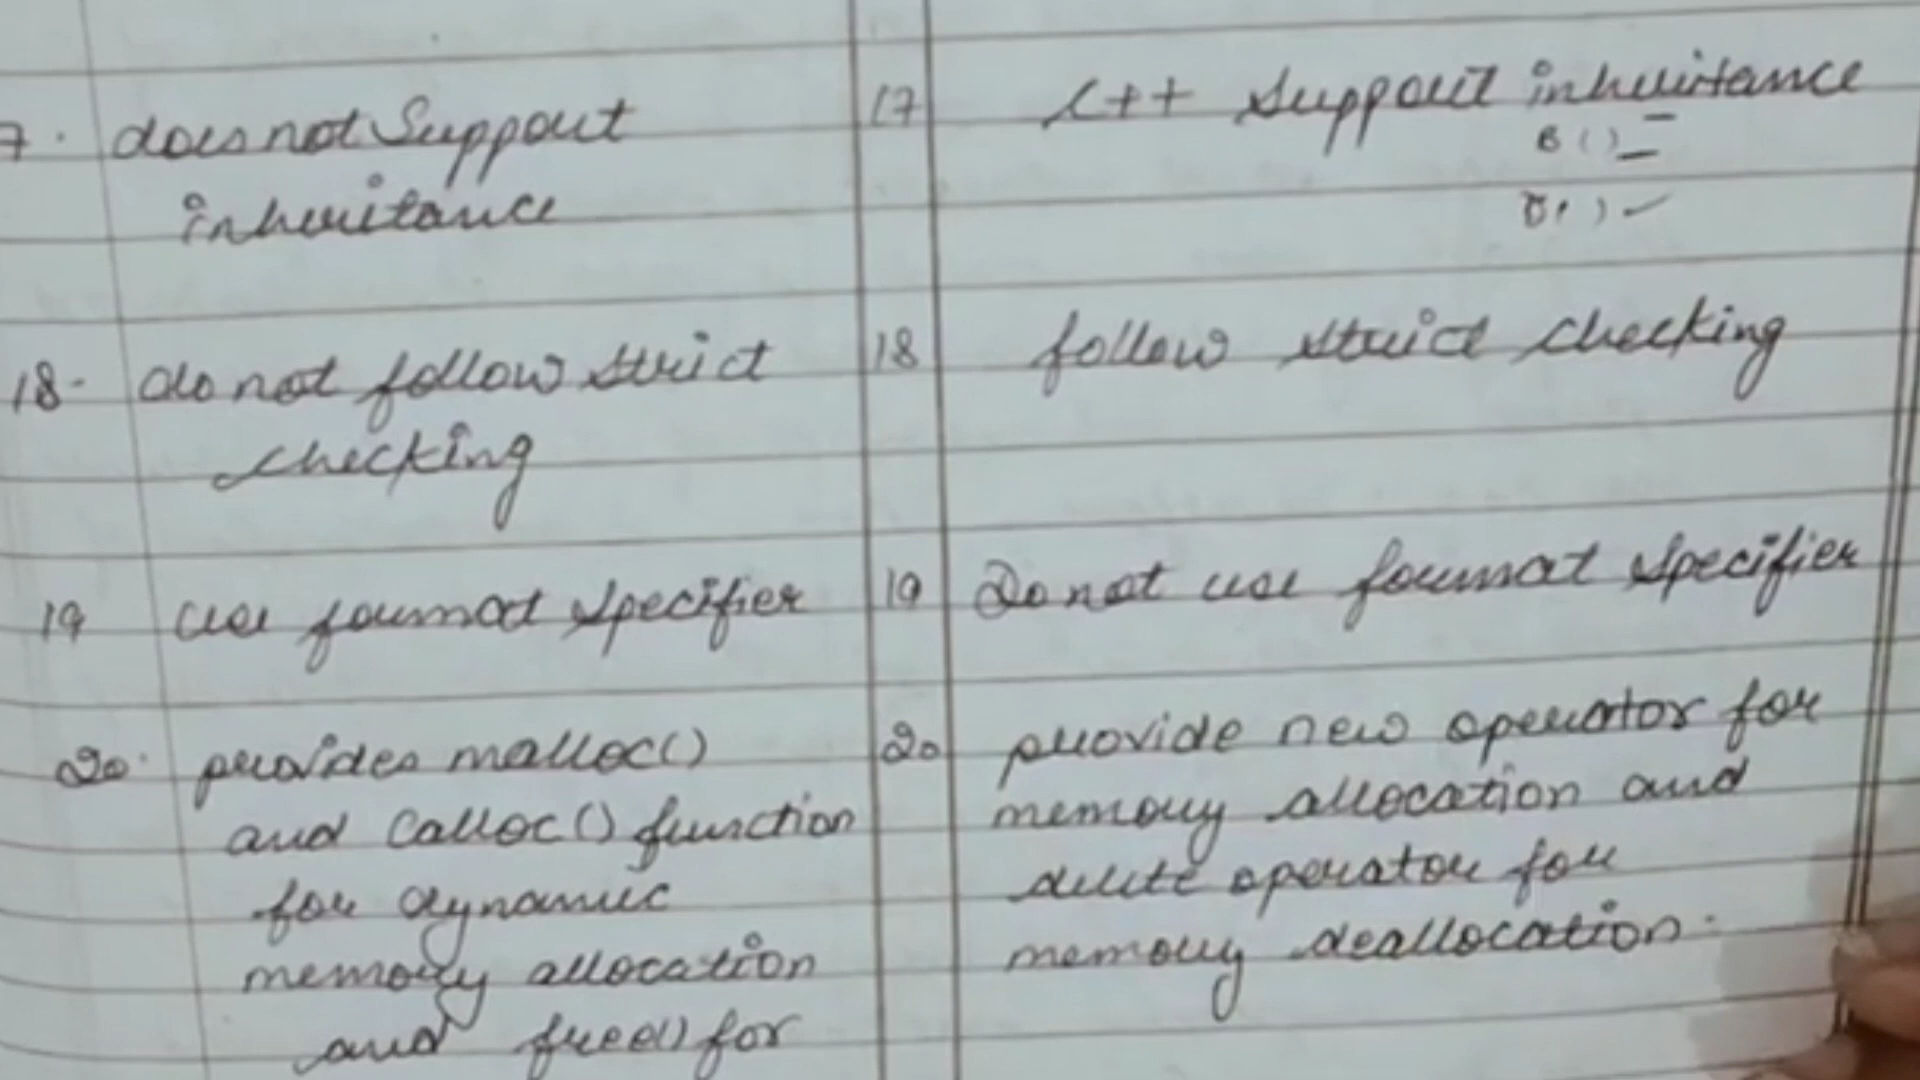 7. does not Support
inheritance
18. do not follow strict
checking
19 use format specifier
20. provides malloc()
and calloc() function
for dynamic
memory allocation
and free() for
17 C++ support inheritance
B()
D()
18 follow strict checking
19 Do not use format specifier
20 provide new operator for
memory allocation and
delete operator for
memory deallocation.